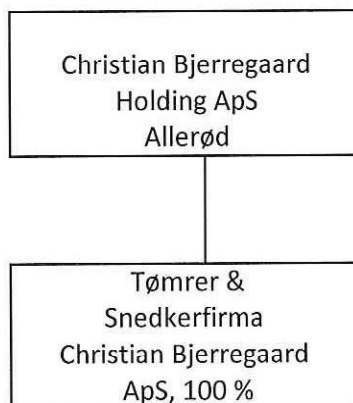 Christian Bjerregaard
Holding ApS
Allerød
Tømrer &
Snedkerfirma
Christian Bjerregaard
ApS, 100 %